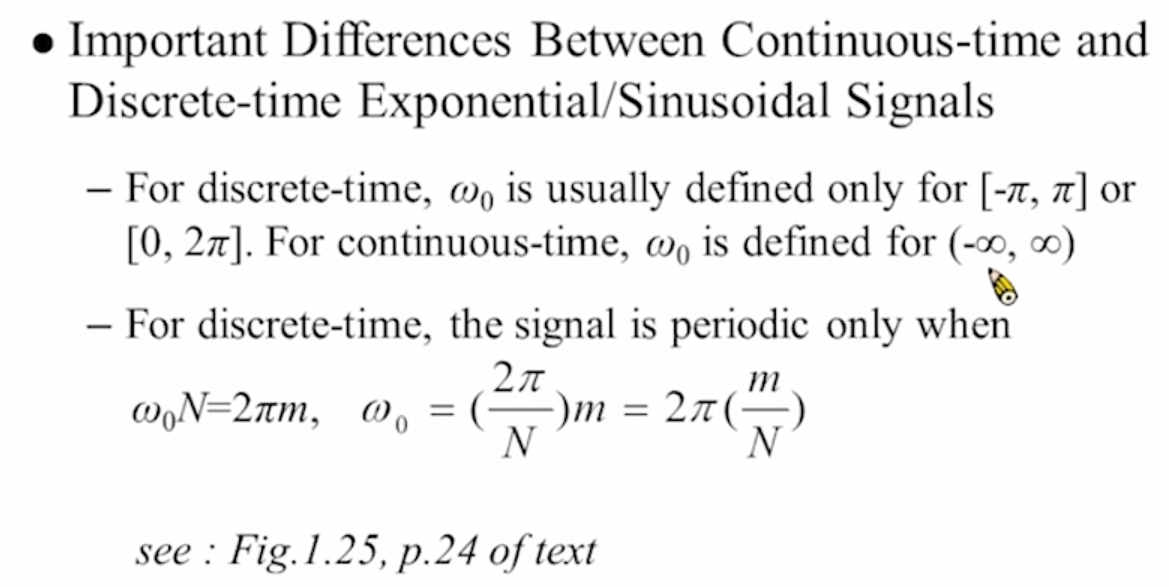 • Important Differences Between Continuous-time and
Discrete-time Exponential/Sinusoidal Signals
– For discrete-time, ω₀ is usually defined only for [-π, π] or
[0, 2π]. For continuous-time, ω₀ is defined for (-∞, ∞)
– For discrete-time, the signal is periodic only when
ω₀N=2πm, ω₀ = (2π/N)m = 2π(m/N)
see : Fig.1.25, p.24 of text